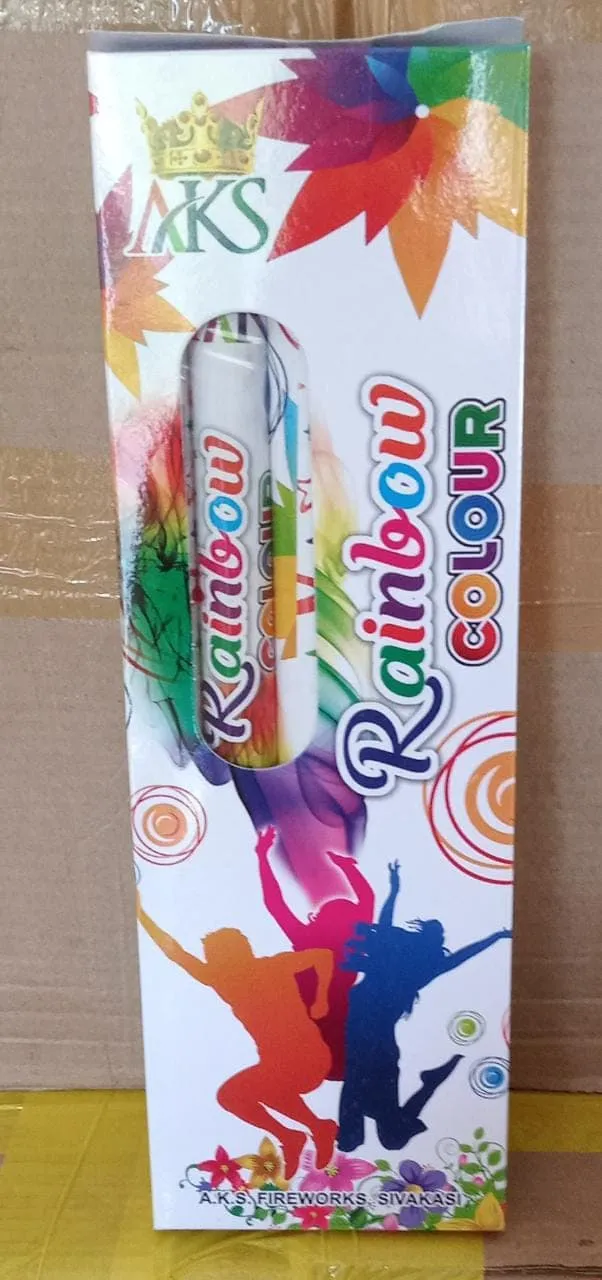 AKS
Rainbow
COLOUR
Rainbow
COLOUR
A.K.S. FIREWORKS, SIVAKASI